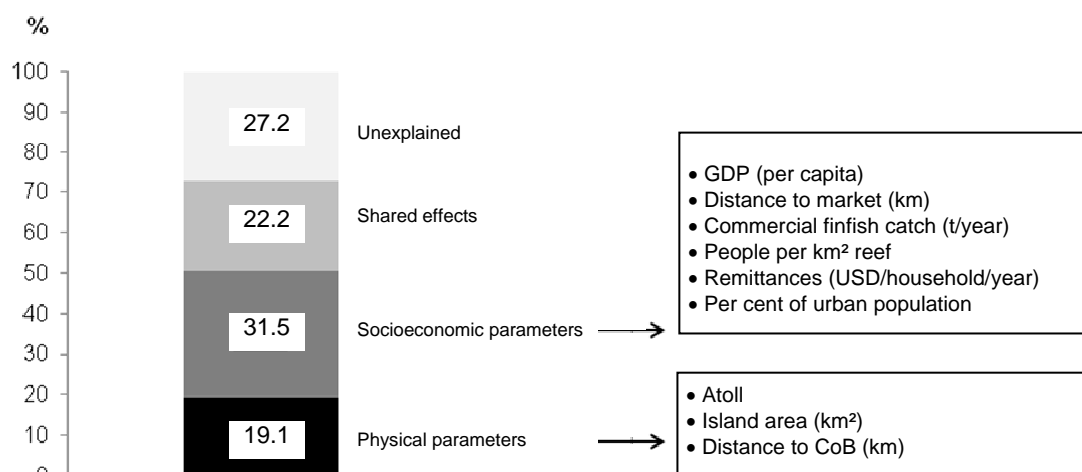 %
100
90
80
70
60
50
40
30
20
10
0
27.2
Unexplained
22.2
Shared effects
31.5
Socioeconomic parameters
19.1
Physical parameters
• GDP (per capita)
• Distance to market (km)
• Commercial finfish catch (t/year)
• People per km² reef
• Remittances (USD/household/year)
• Per cent of urban population
• Atoll
• Island area (km²)
• Distance to CoB (km)